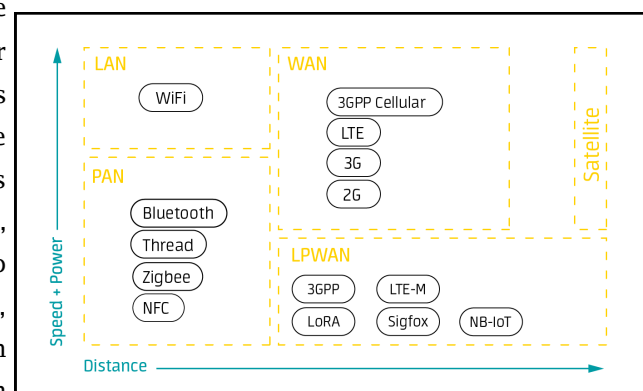 LAN
WiFi
WAN
3GPP Cellular
LTE
3G
2G
Satellite
PAN
Bluetooth
Thread
Zigbee
NFC
LPWAN
3GPP
LTE-M
LoRA
Sigfox
NB-IoT
Speed + Power
Distance